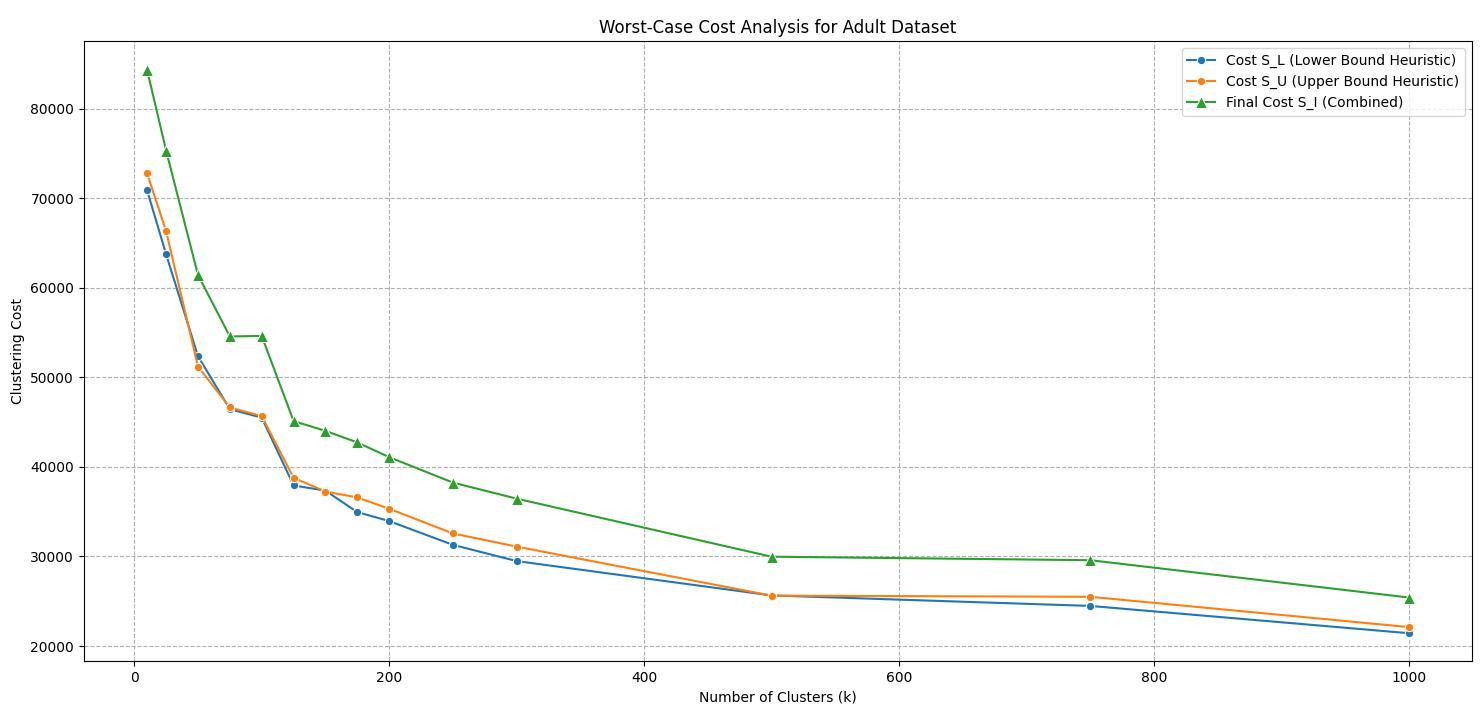 Worst-Case Cost Analysis for Adult Dataset
Cost S_L (Lower Bound Heuristic)
Cost S_U (Upper Bound Heuristic)
Final Cost S_I (Combined)
Clustering Cost
80000
70000
60000
50000
40000
30000
20000
0
200
400
600
800
1000
Number of Clusters (k)